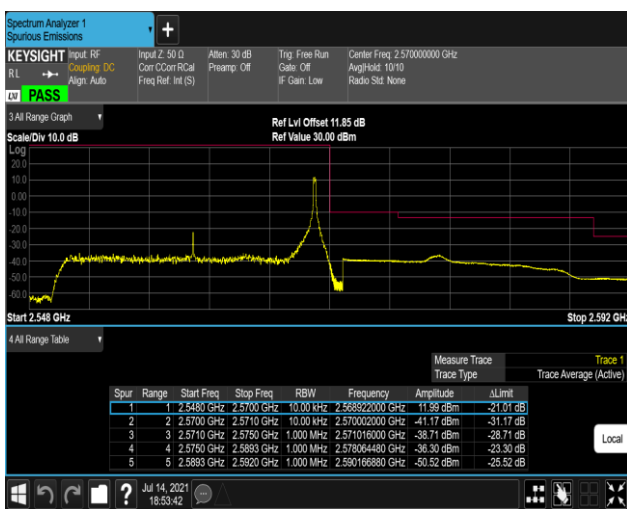 Spectrum Analyzer 1
Spurious Emissions
+
KEYSIGHT Input: RF Input Z: 50 Ω Atten: 30 dB Trig: Free Run Center Freq: 2.570000000 GHz
RL Coupling: DC Corr CCorr RCal Preamp: Off Gate: Off Avg|Hold: 10/10
Align: Auto Freq Ref: Int (S) IF Gain: Low Radio Std: None
LXI PASS
3 All Range Graph
Ref Lvl Offset 11.85 dB
Scale/Div 10.0 dB Ref Value 30.00 dBm
Log
20.0
10.0
0.00
-10.0
-20.0
-30.0
-40.0
-50.0
-60.0
Start 2.548 GHz Stop 2.592 GHz
4 All Range Table
Measure Trace Trace 1
Trace Type Trace Average (Active)
Spur Range Start Freq Stop Freq RBW Frequency Amplitude ΔLimit
1 1 2.5480 GHz 2.5700 GHz 10.00 kHz 2.568922000 GHz 11.99 dBm -21.01 dB
2 2 2.5700 GHz 2.5710 GHz 10.00 kHz 2.570002000 GHz -41.17 dBm -31.17 dB
3 3 2.5710 GHz 2.5750 GHz 1.000 MHz 2.571016000 GHz -38.71 dBm -28.71 dB
4 4 2.5750 GHz 2.5893 GHz 1.000 MHz 2.578064480 GHz -36.30 dBm -23.30 dB
5 5 2.5893 GHz 2.5920 GHz 1.000 MHz 2.590166880 GHz -50.52 dBm -25.52 dB
Local
?
Jul 14, 2021
18:53:42